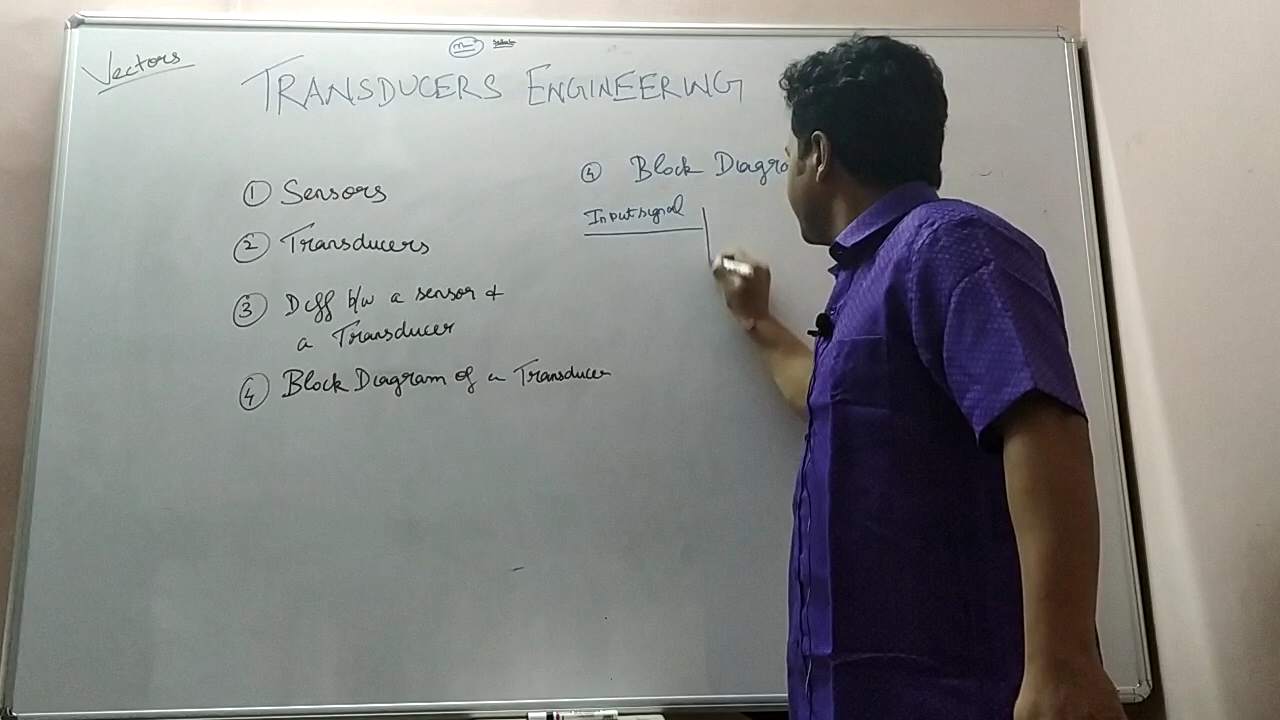 Vectors
TRANSDUCERS ENGINEERING
① Sensors
② Transducers
③ Diff b/w a sensor &
a Transducer
④ Block Diagram of a Transducer
④ Block Diagra
Input signal